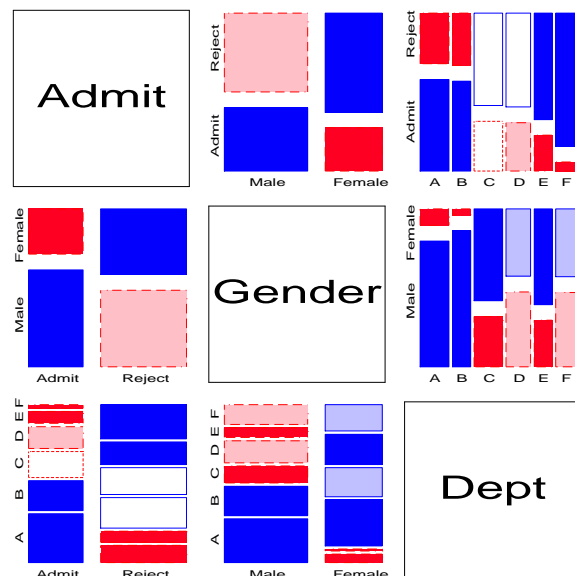 Admit
Reject
Admit
Male
Female
Reject
Admit
A B C D E F
Female
Male
Admit
Reject
Gender
Female
Male
A B C D E F
F
E
D
C
B
A
Admit
Reject
F
E
D
C
B
A
Male
Female
Dept